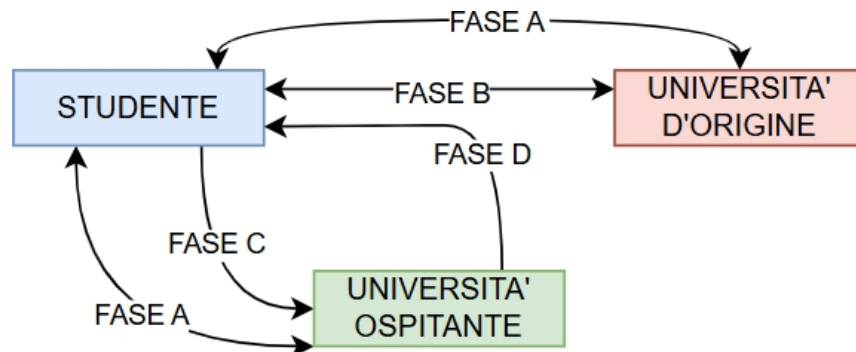 FASE A
STUDENTE
FASE B
UNIVERSITA'
D'ORIGINE
FASE D
FASE C
UNIVERSITA'
OSPITANTE
FASE A